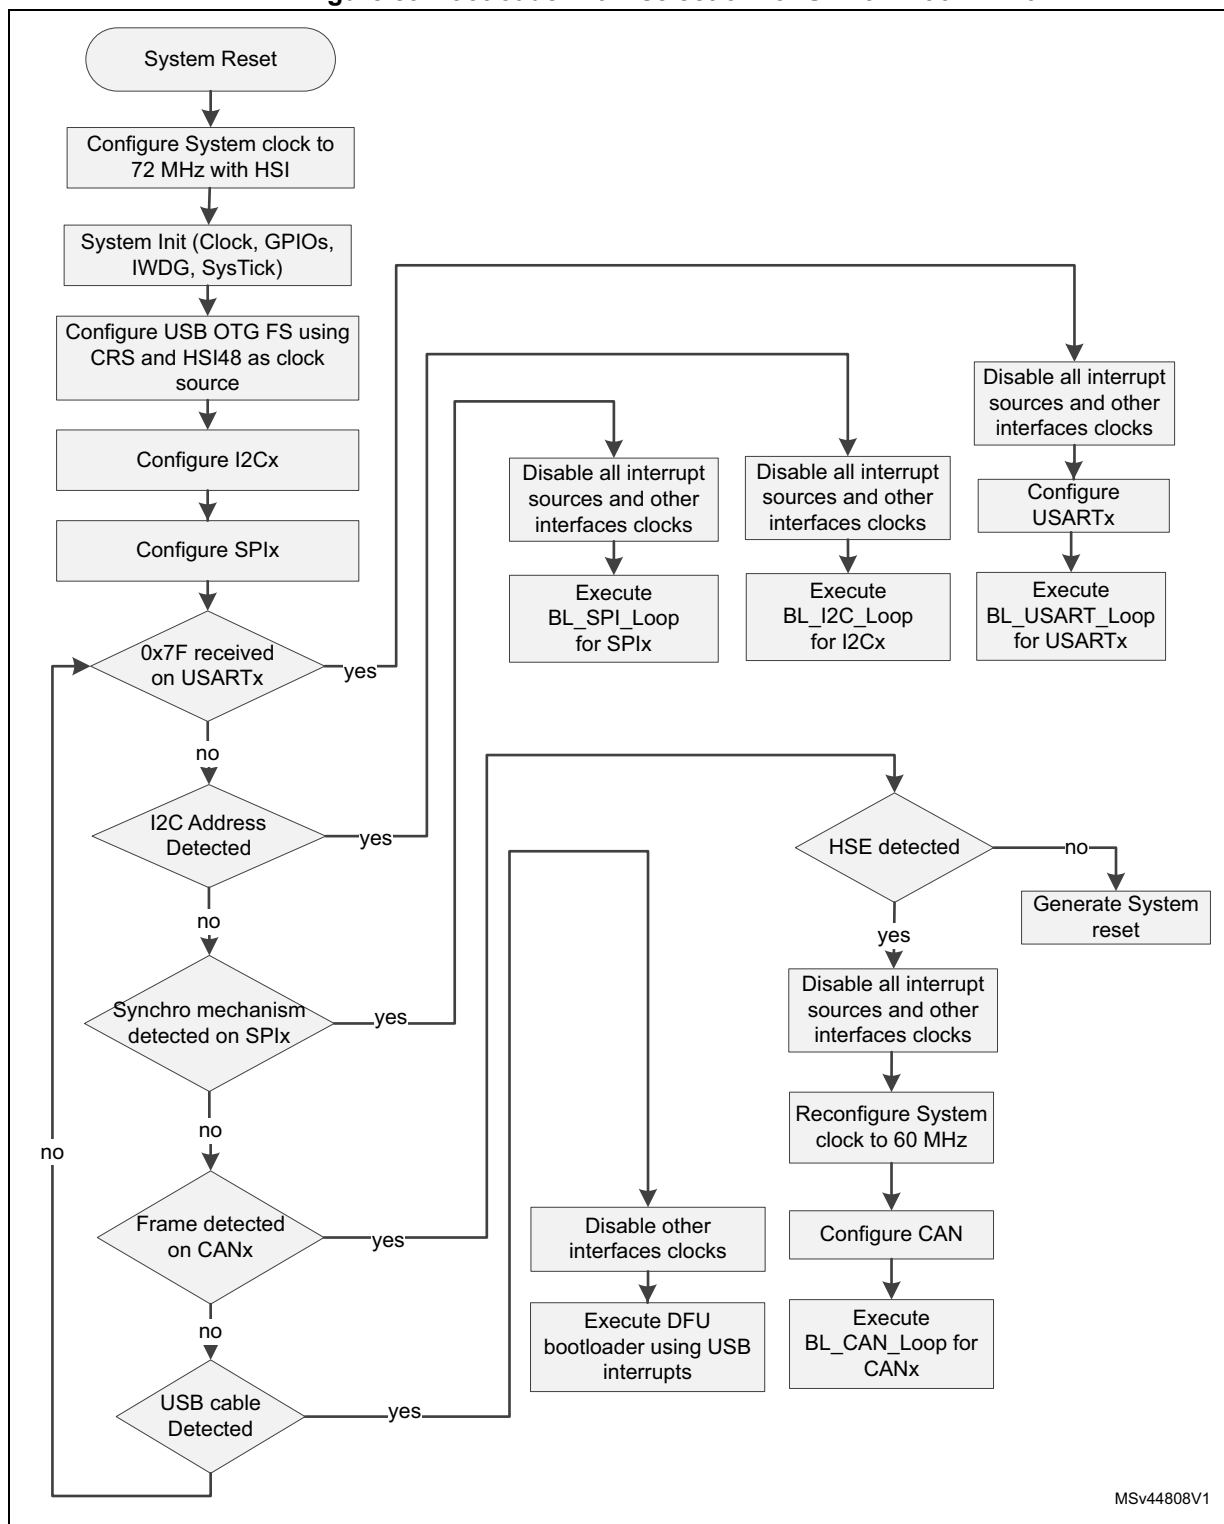 System Reset
Configure System clock to
72 MHz with HSI
System Init (Clock, GPIOs,
IWDG, SysTick)
Configure USB OTG FS using
CRS and HSI48 as clock
source
Configure I2Cx
Configure SPIx
0x7F received
on USARTx
yes
no
I2C Address
Detected
yes
no
Synchro mechanism
detected on SPIx
yes
no
Frame detected
on CANx
yes
no
USB cable
Detected
yes
no
Disable all interrupt
sources and other
interfaces clocks
Execute
BL_SPI_Loop
for SPIx
Disable all interrupt
sources and other
interfaces clocks
Execute
BL_I2C_Loop
for I2Cx
Disable all interrupt
sources and other
interfaces clocks
Configure
USARTx
Execute
BL_USART_Loop
for USARTx
HSE detected
no
Generate System
reset
yes
Disable all interrupt
sources and other
interfaces clocks
Reconfigure System
clock to 60 MHz
Configure CAN
Execute
BL_CAN_Loop for
CANx
Disable other
interfaces clocks
Execute DFU
bootloader using USB
interrupts
MSv44808V1